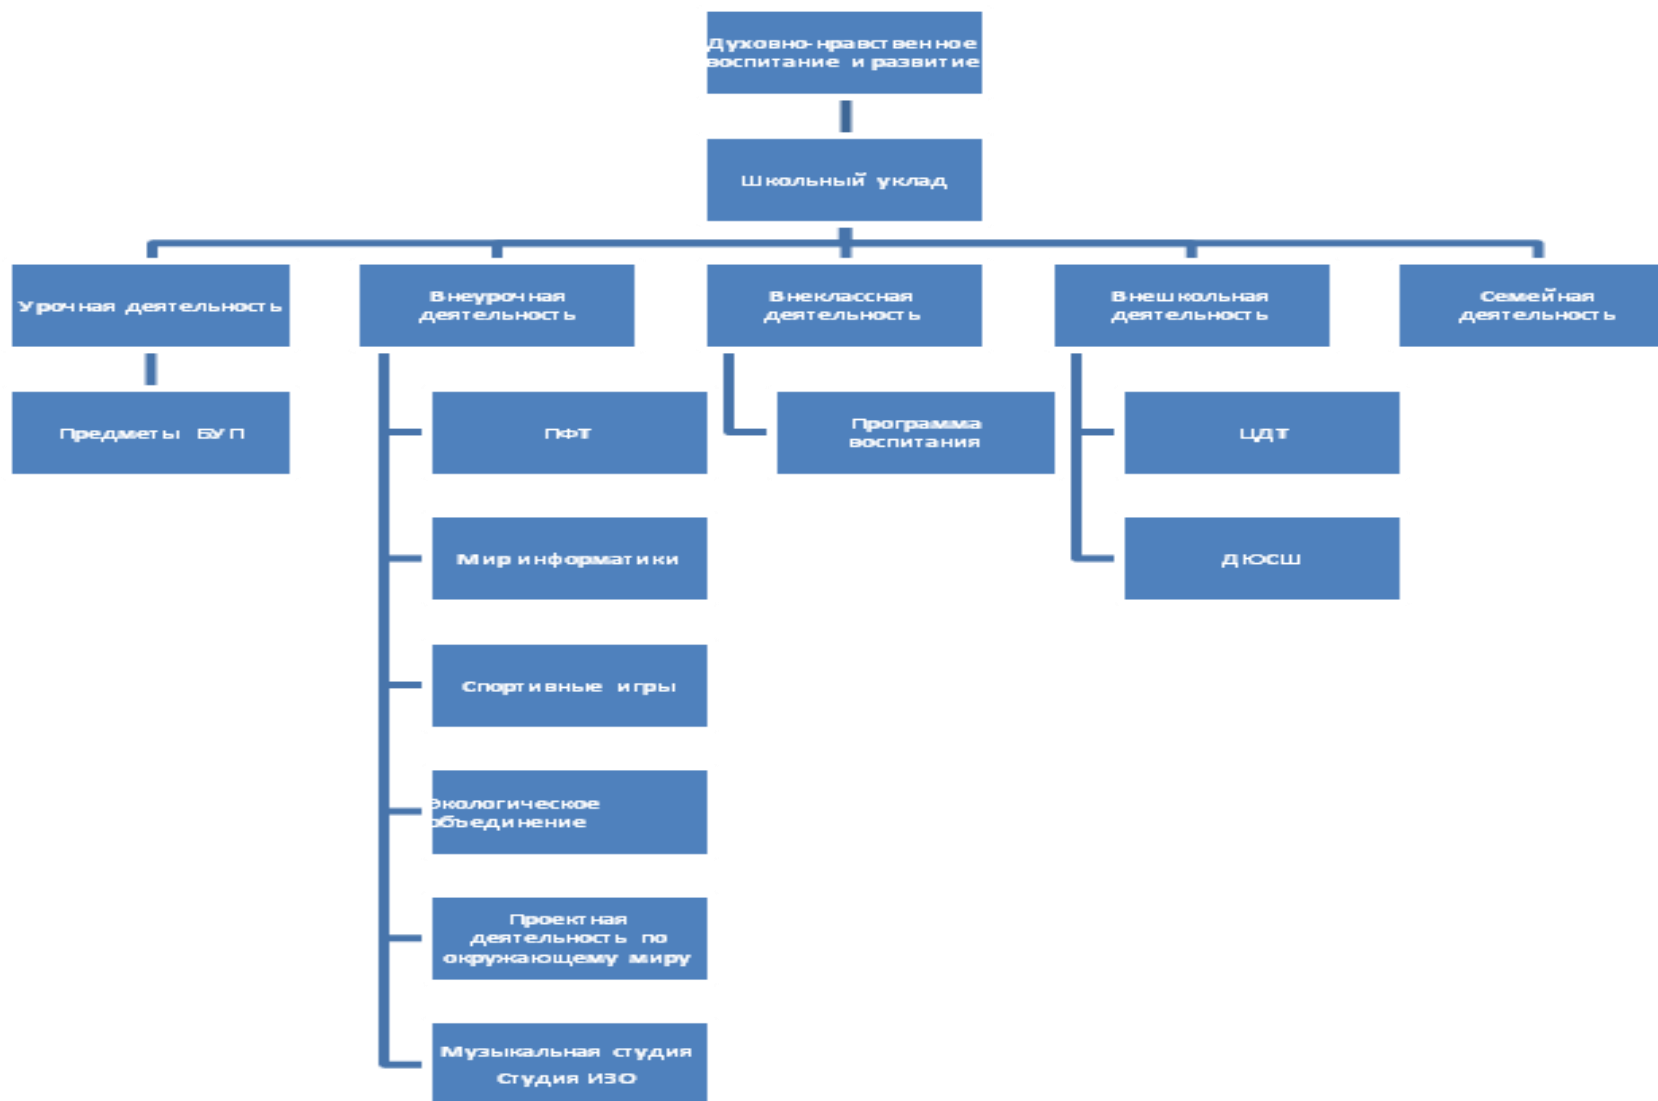 Духовно-нравственное
воспитание и развитие
Школьный уклад
Урочная деятельность
Внеурочная
деятельность
Внеклассная
деятельность
Внешкольная
деятельность
Семейная
деятельность
Предметы БУП
ПФТ
Программа
воспитания
ЦДТ
Мир информатики
ДЮСШ
Спортивные игры
Экологическое
объединение
Проектная
деятельность по
окружающему миру
Музыкальная студия
Студия ИЗО